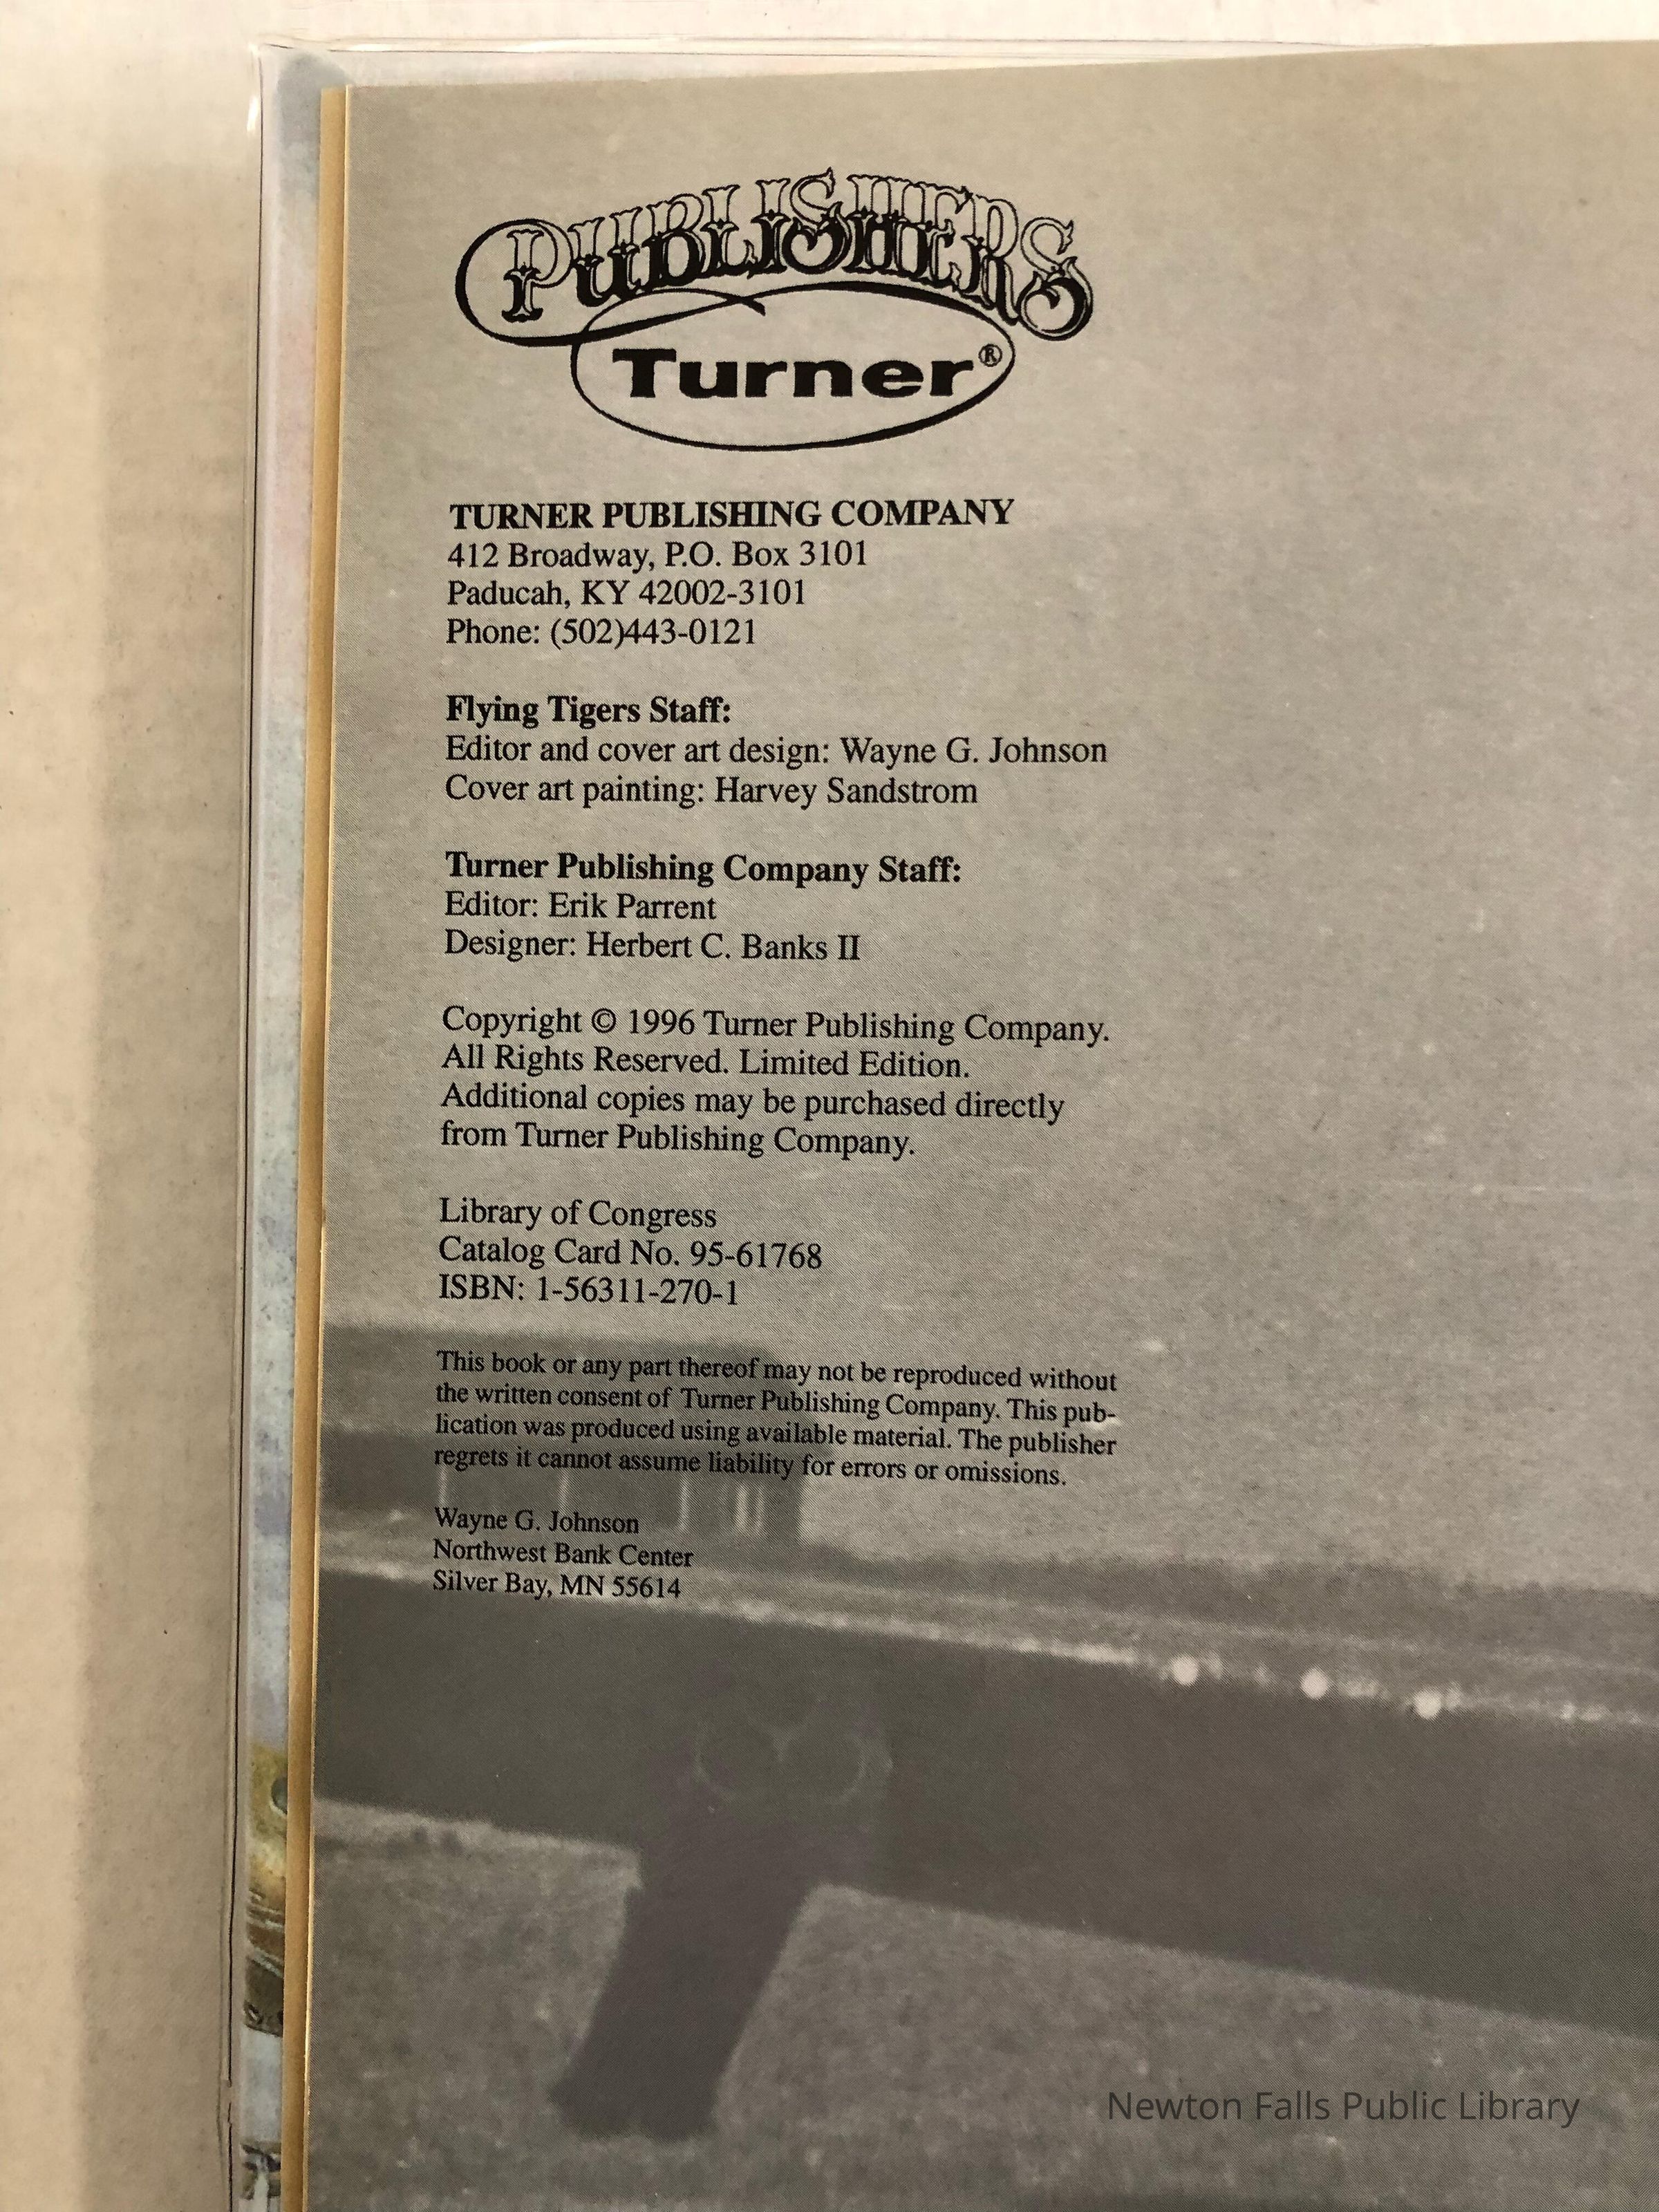 PUBLISHERS
Turner®
TURNER PUBLISHING COMPANY
412 Broadway, P.O. Box 3101
Paducah, KY 42002-3101
Phone: (502)443-0121
Flying Tigers Staff:
Editor and cover art design: Wayne G. Johnson
Cover art painting: Harvey Sandstrom
Turner Publishing Company Staff:
Editor: Erik Parrent
Designer: Herbert C. Banks II
Copyright © 1996 Turner Publishing Company.
All Rights Reserved. Limited Edition.
Additional copies may be purchased directly
from Turner Publishing Company.
Library of Congress
Catalog Card No. 95-61768
ISBN: 1-56311-270-1
This book or any part thereof may not be reproduced without
the written consent of Turner Publishing Company. This pub-
lication was produced using available material. The publisher
regrets it cannot assume liability for errors or omissions.
Wayne G. Johnson
Northwest Bank Center
Silver Bay, MN 55614
Newton Falls Public Library